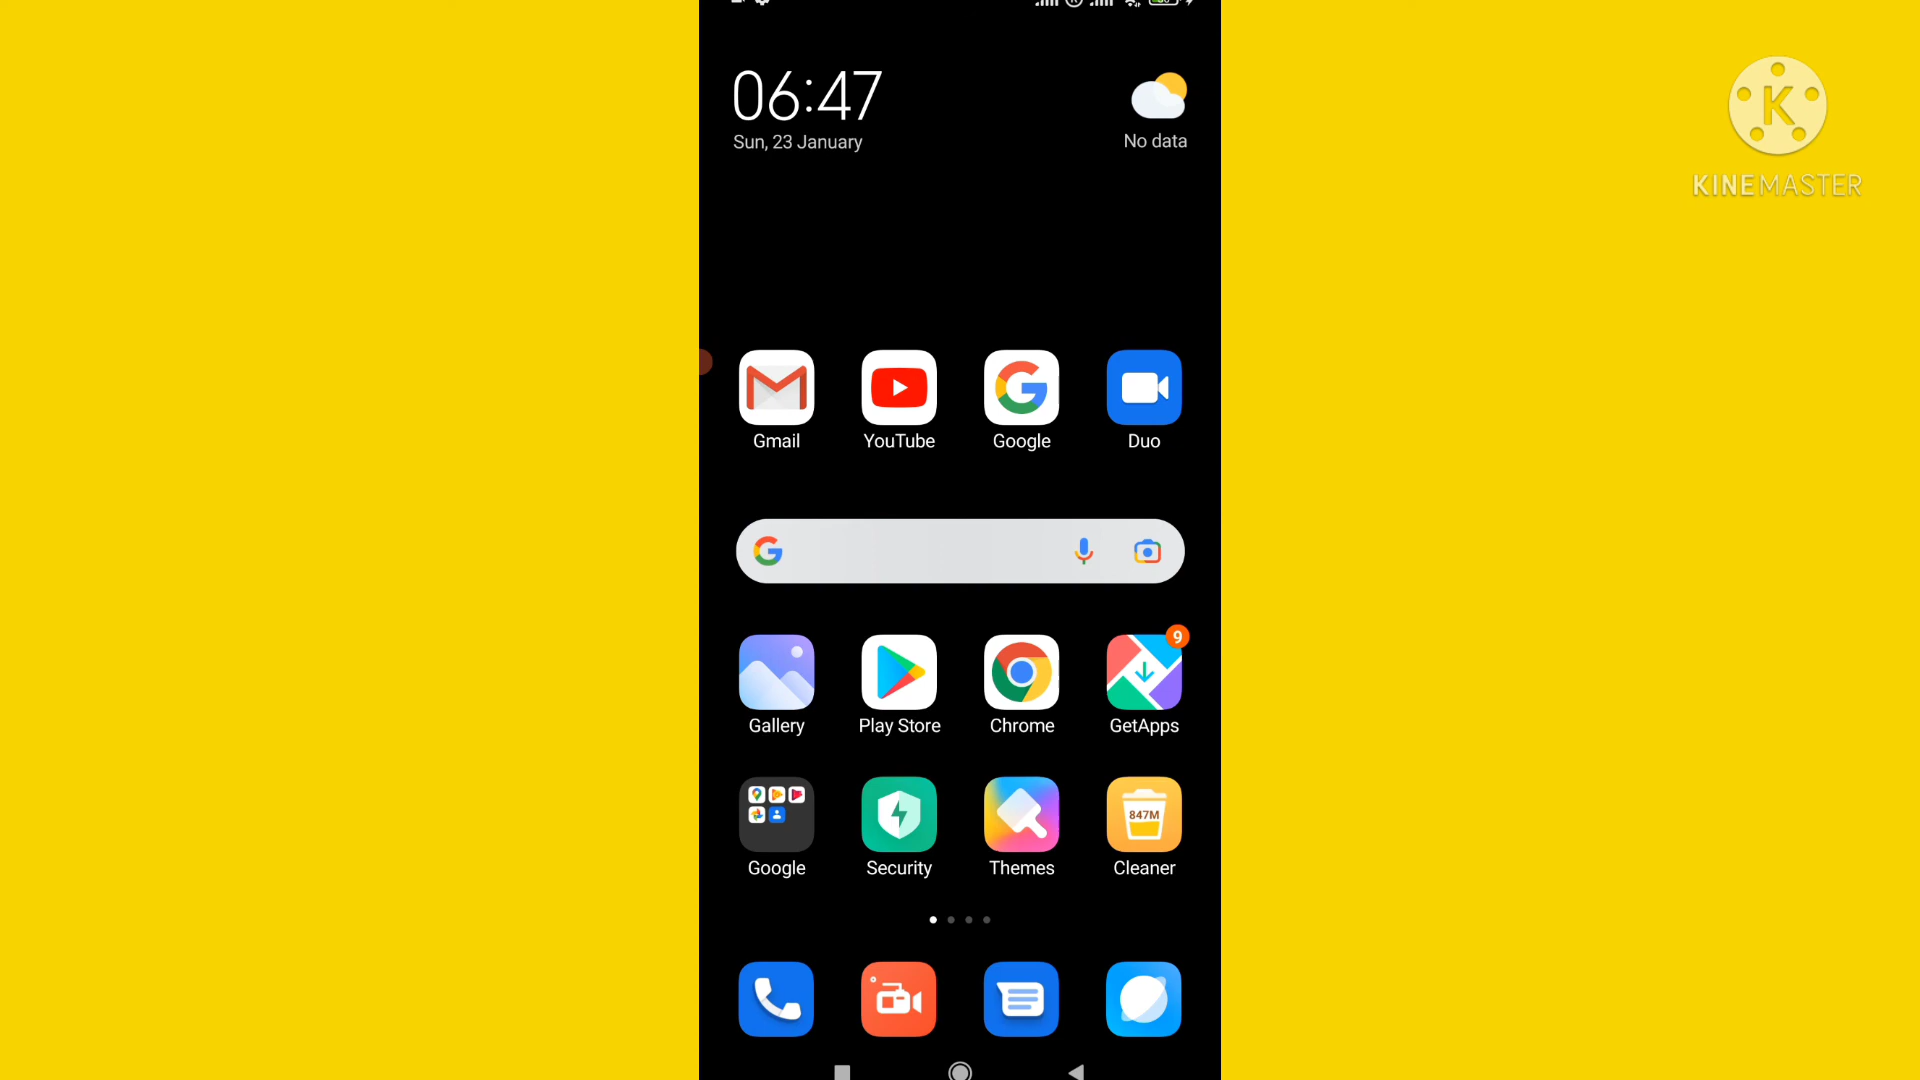 06:47
Sun, 23 January
No data
K
KINEMASTER
Gmail
YouTube
Google
Duo
9
Gallery
Play Store
Chrome
GetApps
847M
Google
Security
Themes
Cleaner